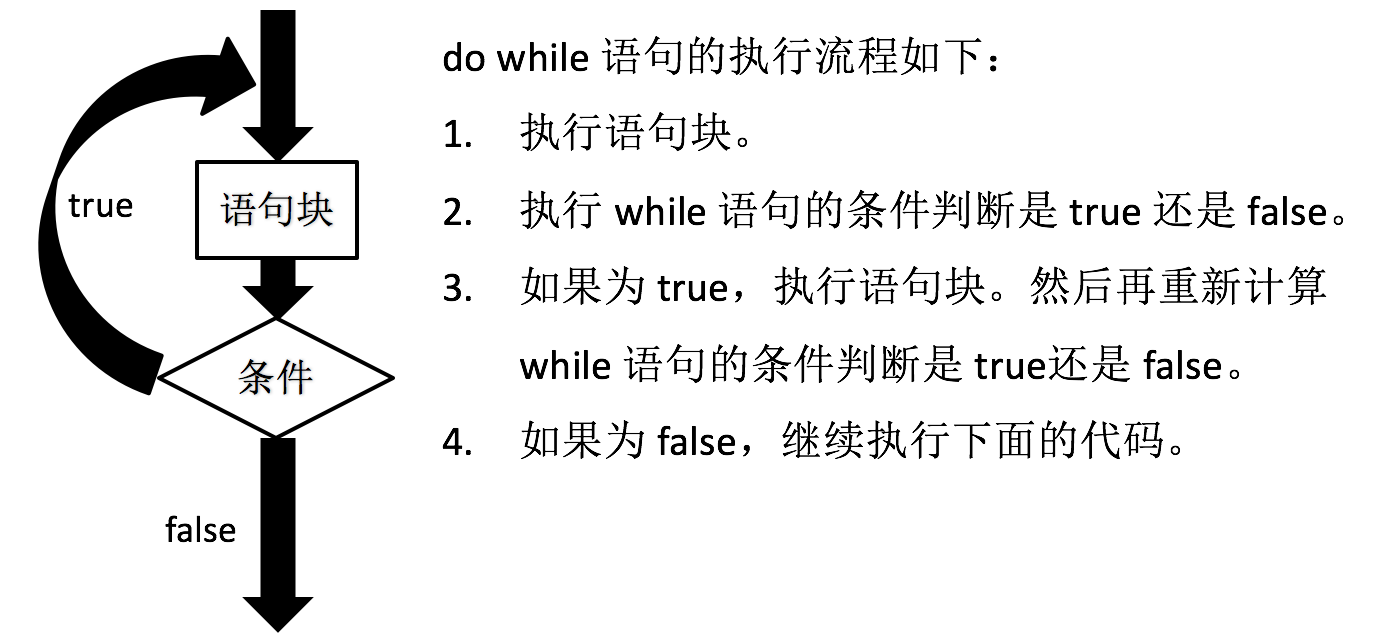 do while 语句的执行流程如下：
1. 执行语句块。
2. 执行 while 语句的条件判断是 true 还是 false。
3. 如果为 true，执行语句块。然后再重新计算
while 语句的条件判断是 true还是 false。
4. 如果为 false，继续执行下面的代码。
true
语句块
条件
false